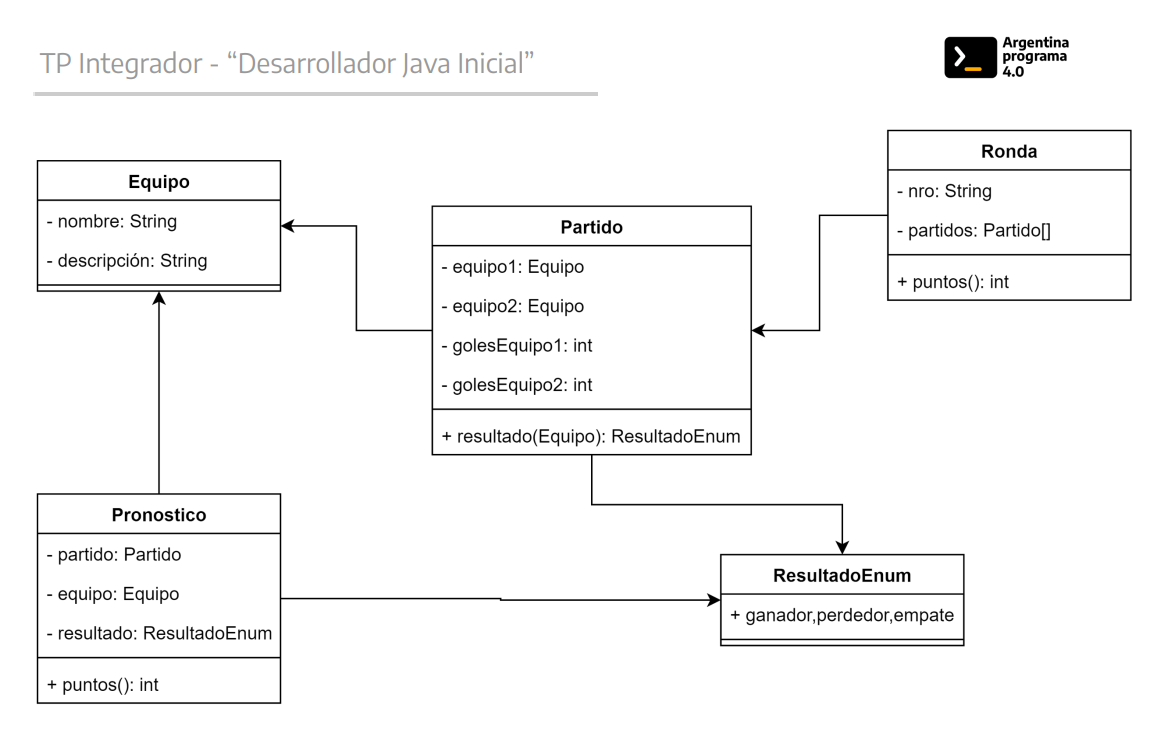 TP Integrador - “Desarrollador Java Inicial”
Argentina
programa
4.0
Equipo
- nombre: String
- descripción: String
Partido
- equipo1: Equipo
- equipo2: Equipo
- golesEquipo1: int
- golesEquipo2: int
+ resultado(Equipo): ResultadoEnum
Ronda
- nro: String
- partidos: Partido[]
+ puntos(): int
Pronostico
- partido: Partido
- equipo: Equipo
- resultado: ResultadoEnum
+ puntos(): int
ResultadoEnum
+ ganador,perdedor,empate